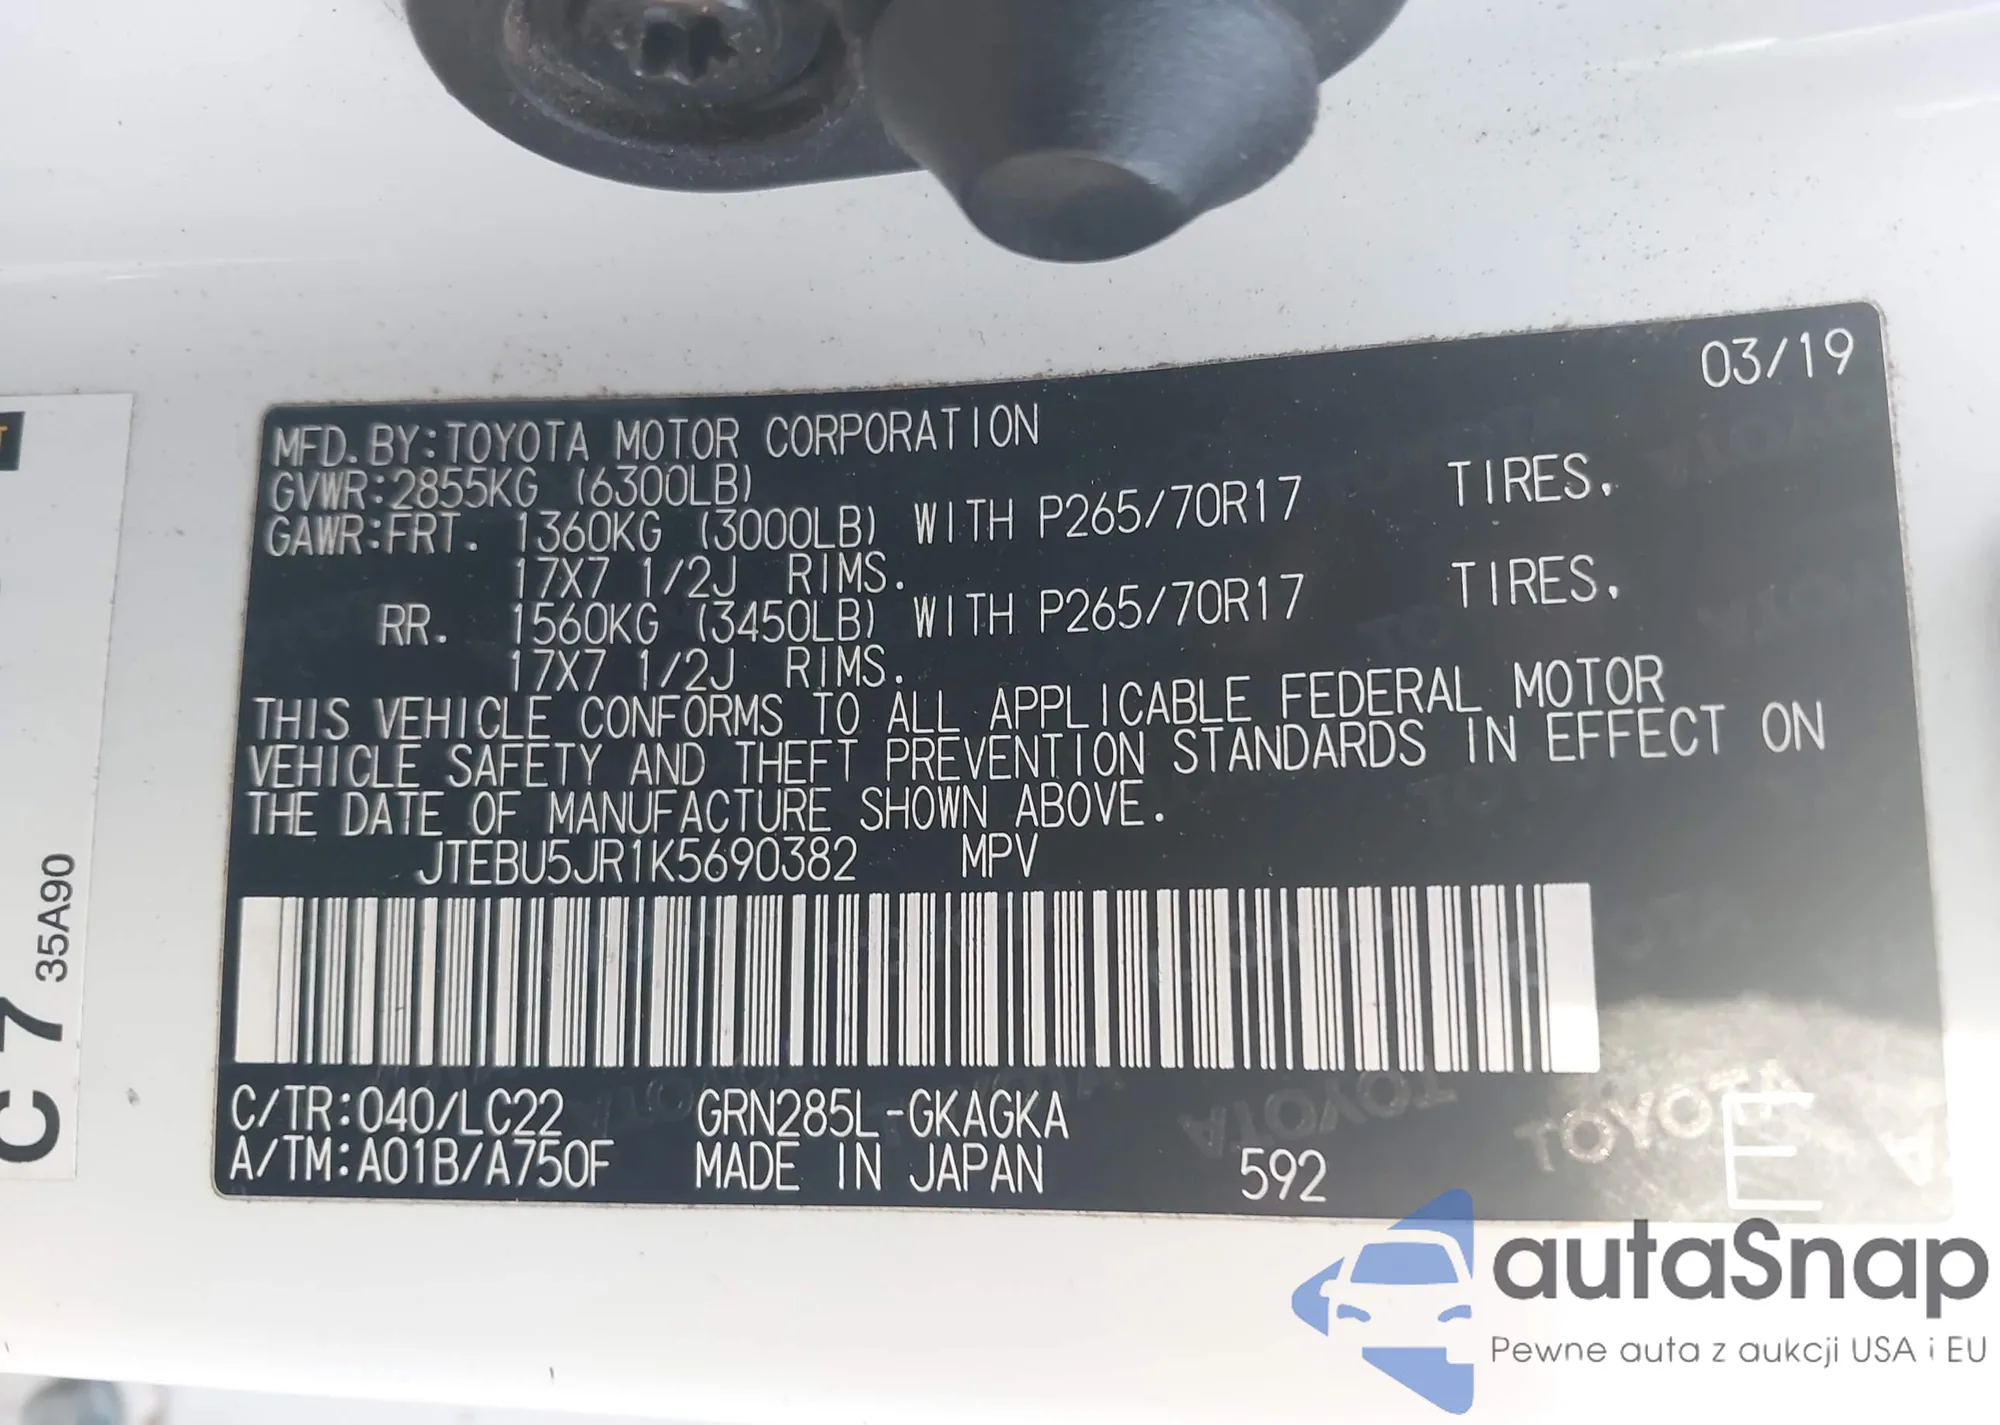 03/19
MFD.BY:TOYOTA MOTOR CORPORATION
GVWR:2855KG (6300LB)
GAWR:FRT. 1360KG (3000LB) WITH P265/70R17 TIRES,
17X7 1/2J RIMS.
RR. 1560KG (3450LB) WITH P265/70R17 TIRES,
17X7 1/2J RIMS.
THIS VEHICLE CONFORMS TO ALL APPLICABLE FEDERAL MOTOR
VEHICLE SAFETY AND THEFT PREVENTION STANDARDS IN EFFECT ON
THE DATE OF MANUFACTURE SHOWN ABOVE.
JTEBU5JR1K5690382 MPV
C/TR:040/LC22 GRN285L-GKAGKA
A/TM:A01B/A750F MADE IN JAPAN 592
E
TOYOTA
TOYOTA
C 7 35A90
autaSnap
Pewne auta z aukcji USA i EU